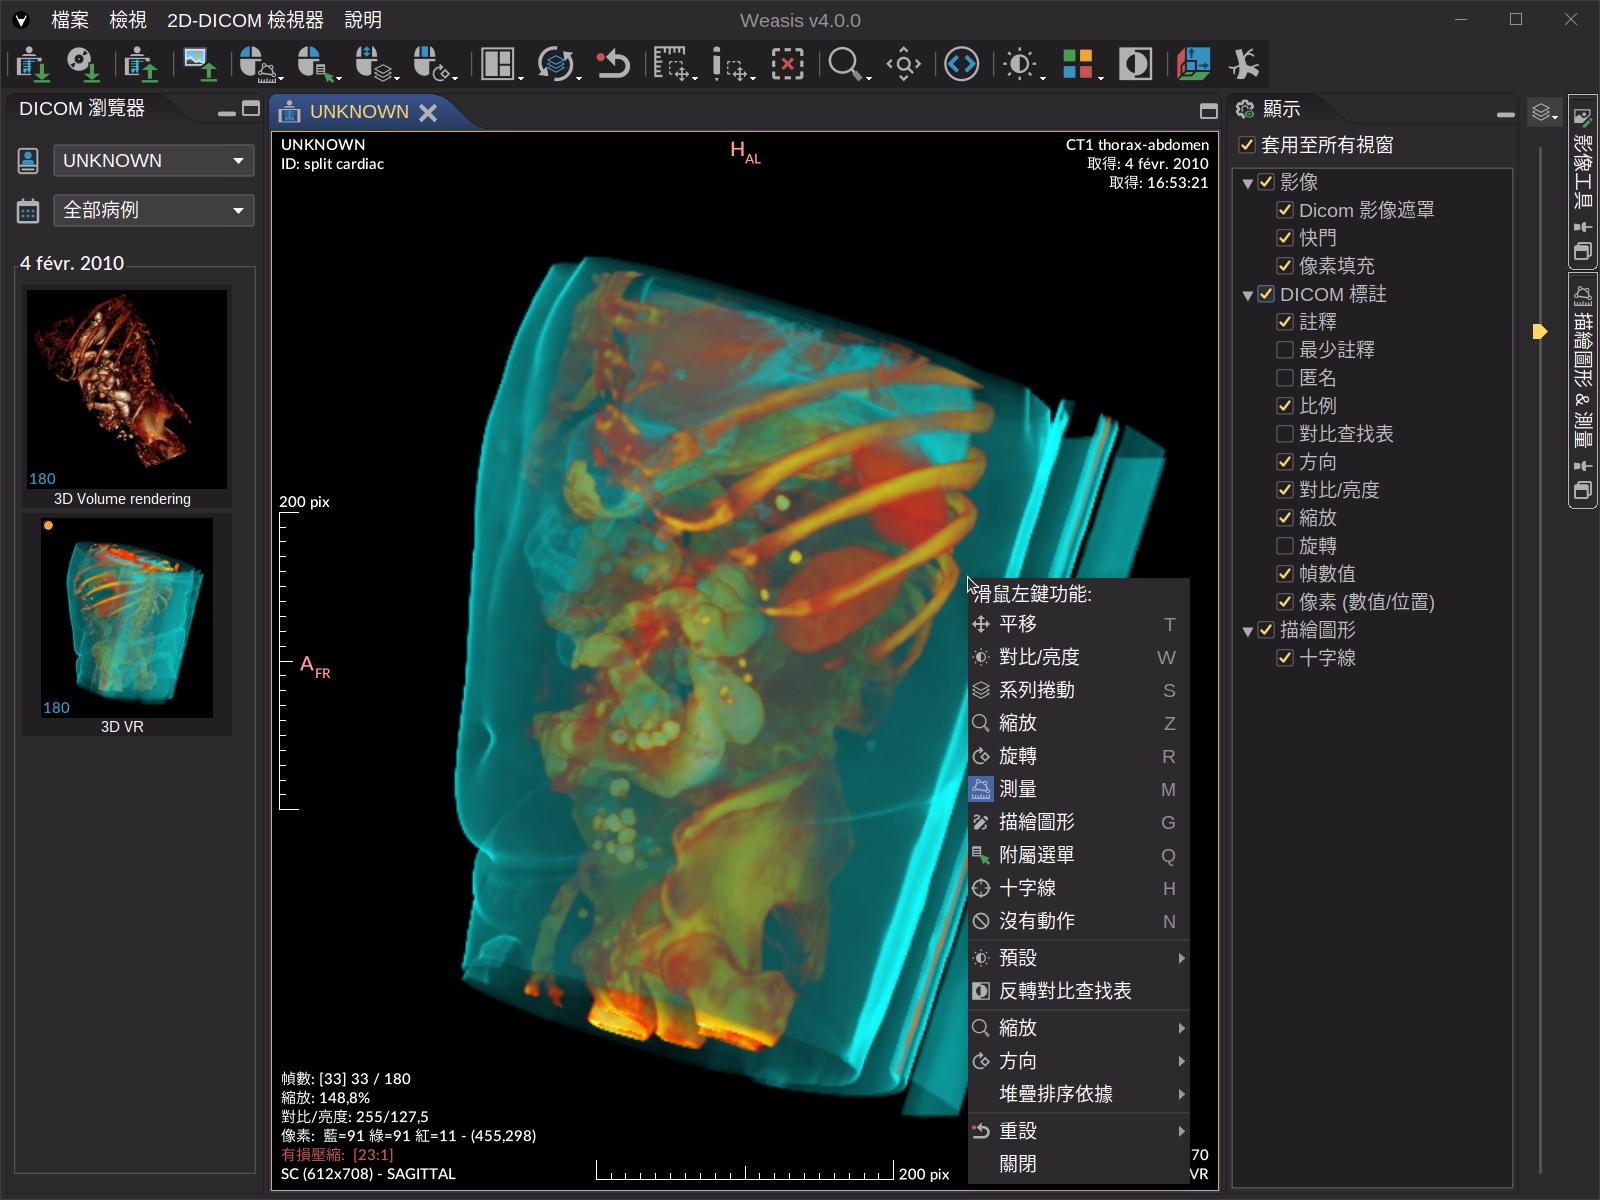 檔案 檢視 2D-DICOM 檢視器 說明
Weasis v4.0.0
DICOM 瀏覽器
UNKNOWN
全部病例
4 févr. 2010
180
3D Volume rendering
180
3D VR
UNKNOWN
UNKNOWN
ID: split cardiac
H AL
CT1 thorax-abdomen
取得: 4 févr. 2010
取得: 16:53:21
200 pix
A FR
幀數: [33] 33 / 180
縮放: 148,8%
對比/亮度: 255/127,5
像素: 藍=91 綠=91 紅=11 - (455,298)
有損壓縮: [23:1]
SC (612x708) - SAGITTAL
200 pix
70
VR
滑鼠左鍵功能:
平移 T
對比/亮度 W
系列捲動 S
縮放 Z
旋轉 R
測量 M
描繪圖形 G
附屬選單 Q
十字線 H
沒有動作 N
預設
反轉對比查找表
縮放
方向
堆疊排序依據
重設
關閉
顯示
套用至所有視窗
影像
Dicom 影像遮罩
快門
像素填充
DICOM 標註
註釋
最少註釋
匿名
比例
對比查找表
方向
對比/亮度
縮放
旋轉
幀數值
像素 (數值/位置)
描繪圖形
十字線
影像工具
描繪圖形 & 測量